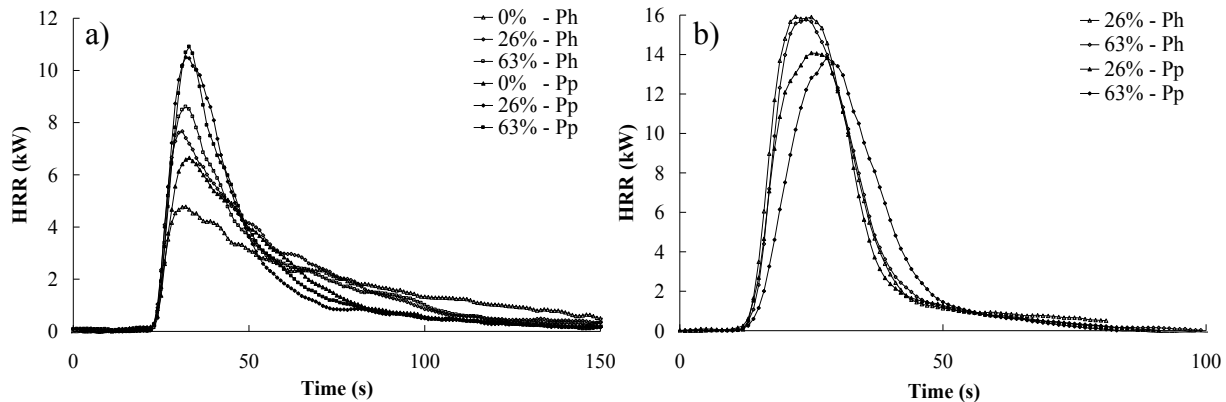 a)
0% - Ph
26% - Ph
63% - Ph
0% - Pp
26% - Pp
63% - Pp
HRR (kW)
12
10
8
6
4
2
0
0 50 100 150
Time (s)
b)
26% - Ph
63% - Ph
26% - Pp
63% - Pp
HRR (kW)
16
14
12
10
8
6
4
2
0
0 50 100
Time (s)